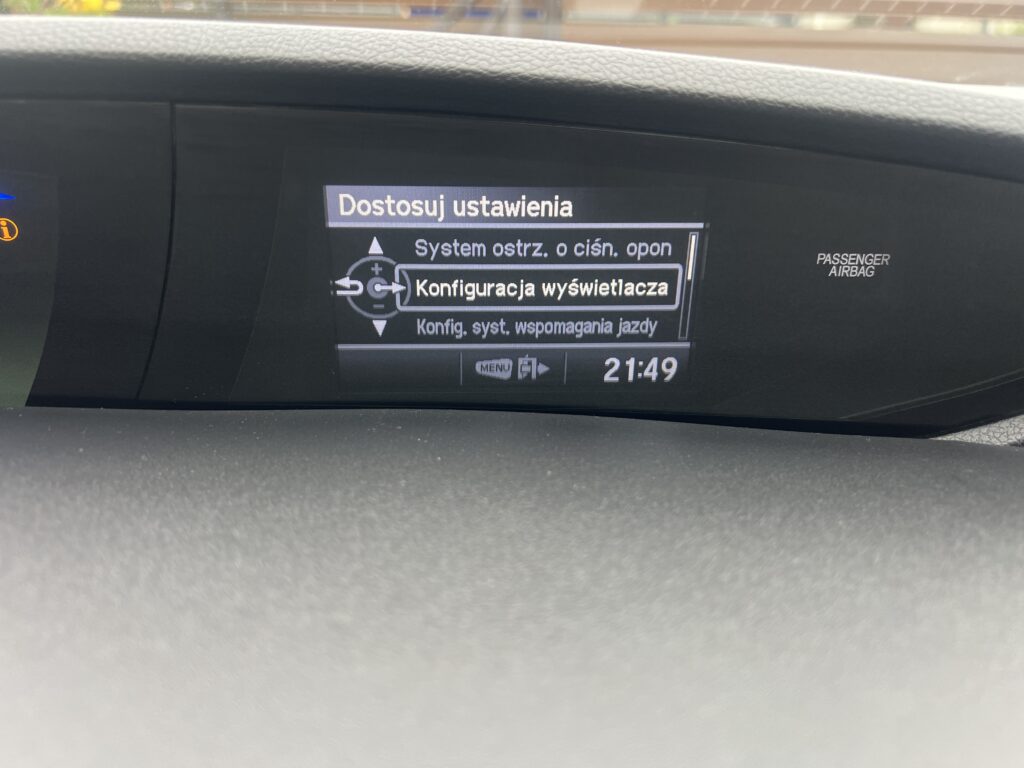 Dostosuj ustawienia
System ostrz. o ciśn. opon
Konfiguracja wyświetlacza
Konfig. syst. wspomagania jazdy
MENU
21:49
PASSENGER
AIRBAG